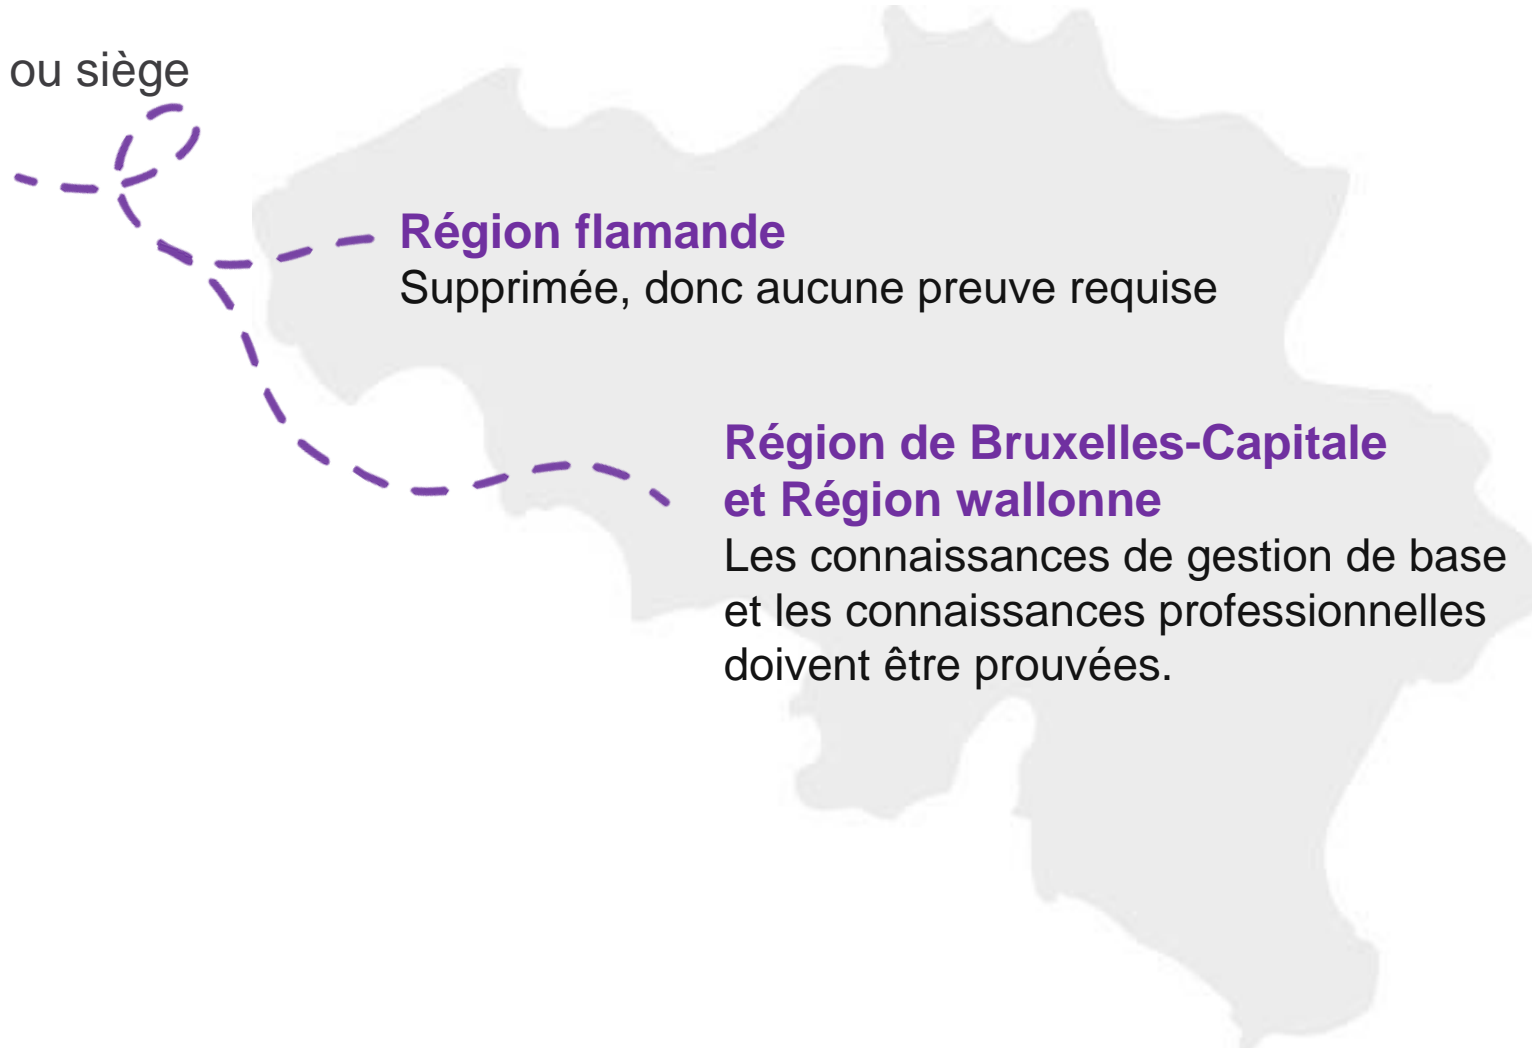 ou siège
Région flamande
Supprimée, donc aucune preuve requise
Région de Bruxelles-Capitale
et Région wallonne
Les connaissances de gestion de base
et les connaissances professionnelles
doivent être prouvées.